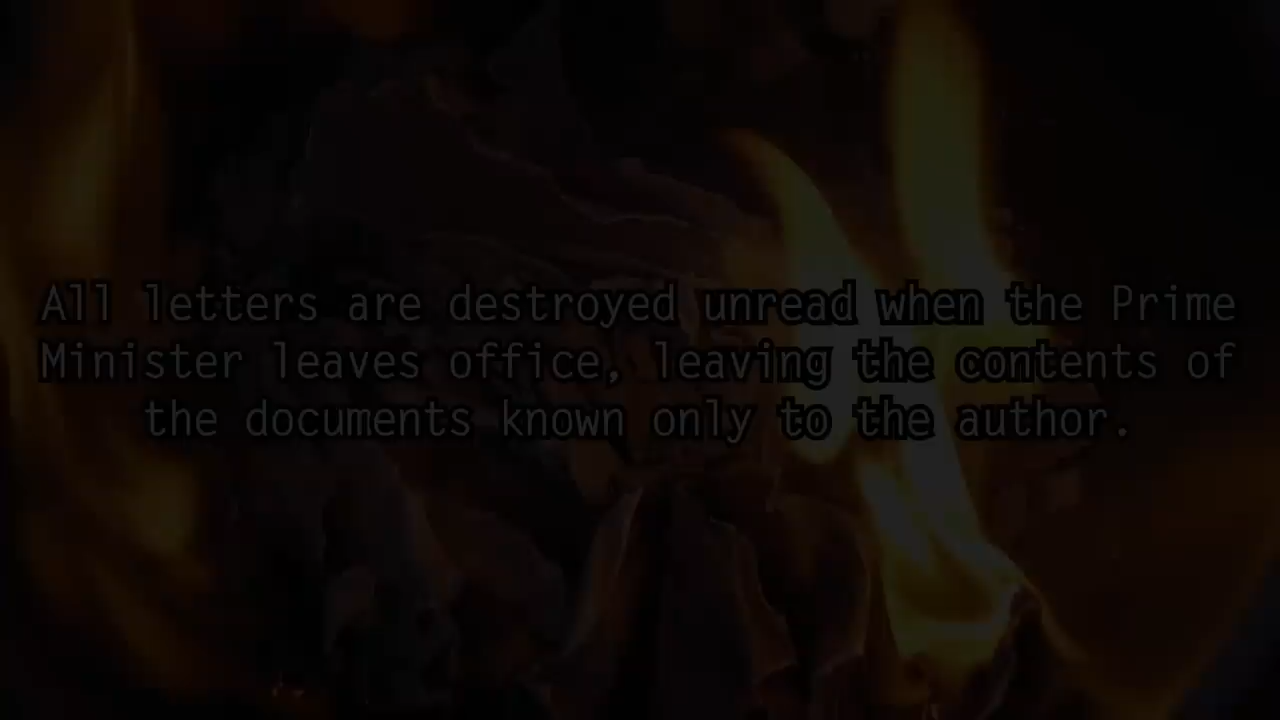 All letters are destroyed unread when the Prime
Minister leaves office, leaving the contents of
the documents known only to the author.